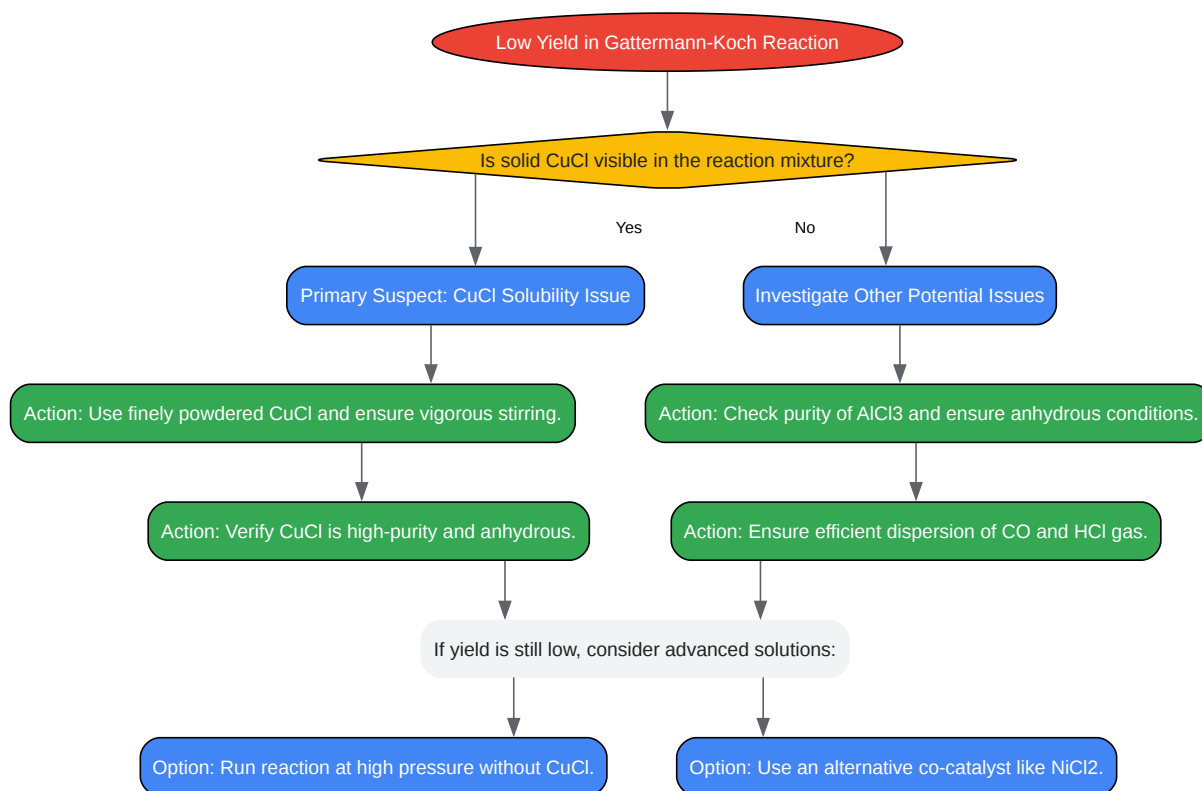 Low Yield in Gattermann-Koch Reaction
Is solid CuCl visible in the reaction mixture?
Yes
No
Primary Suspect: CuCl Solubility Issue
Investigate Other Potential Issues
Action: Use finely powdered CuCl and ensure vigorous stirring.
Action: Check purity of AlCl3 and ensure anhydrous conditions.
Action: Verify CuCl is high-purity and anhydrous.
Action: Ensure efficient dispersion of CO and HCl gas.
If yield is still low, consider advanced solutions:
Option: Run reaction at high pressure without CuCl.
Option: Use an alternative co-catalyst like NiCl2.